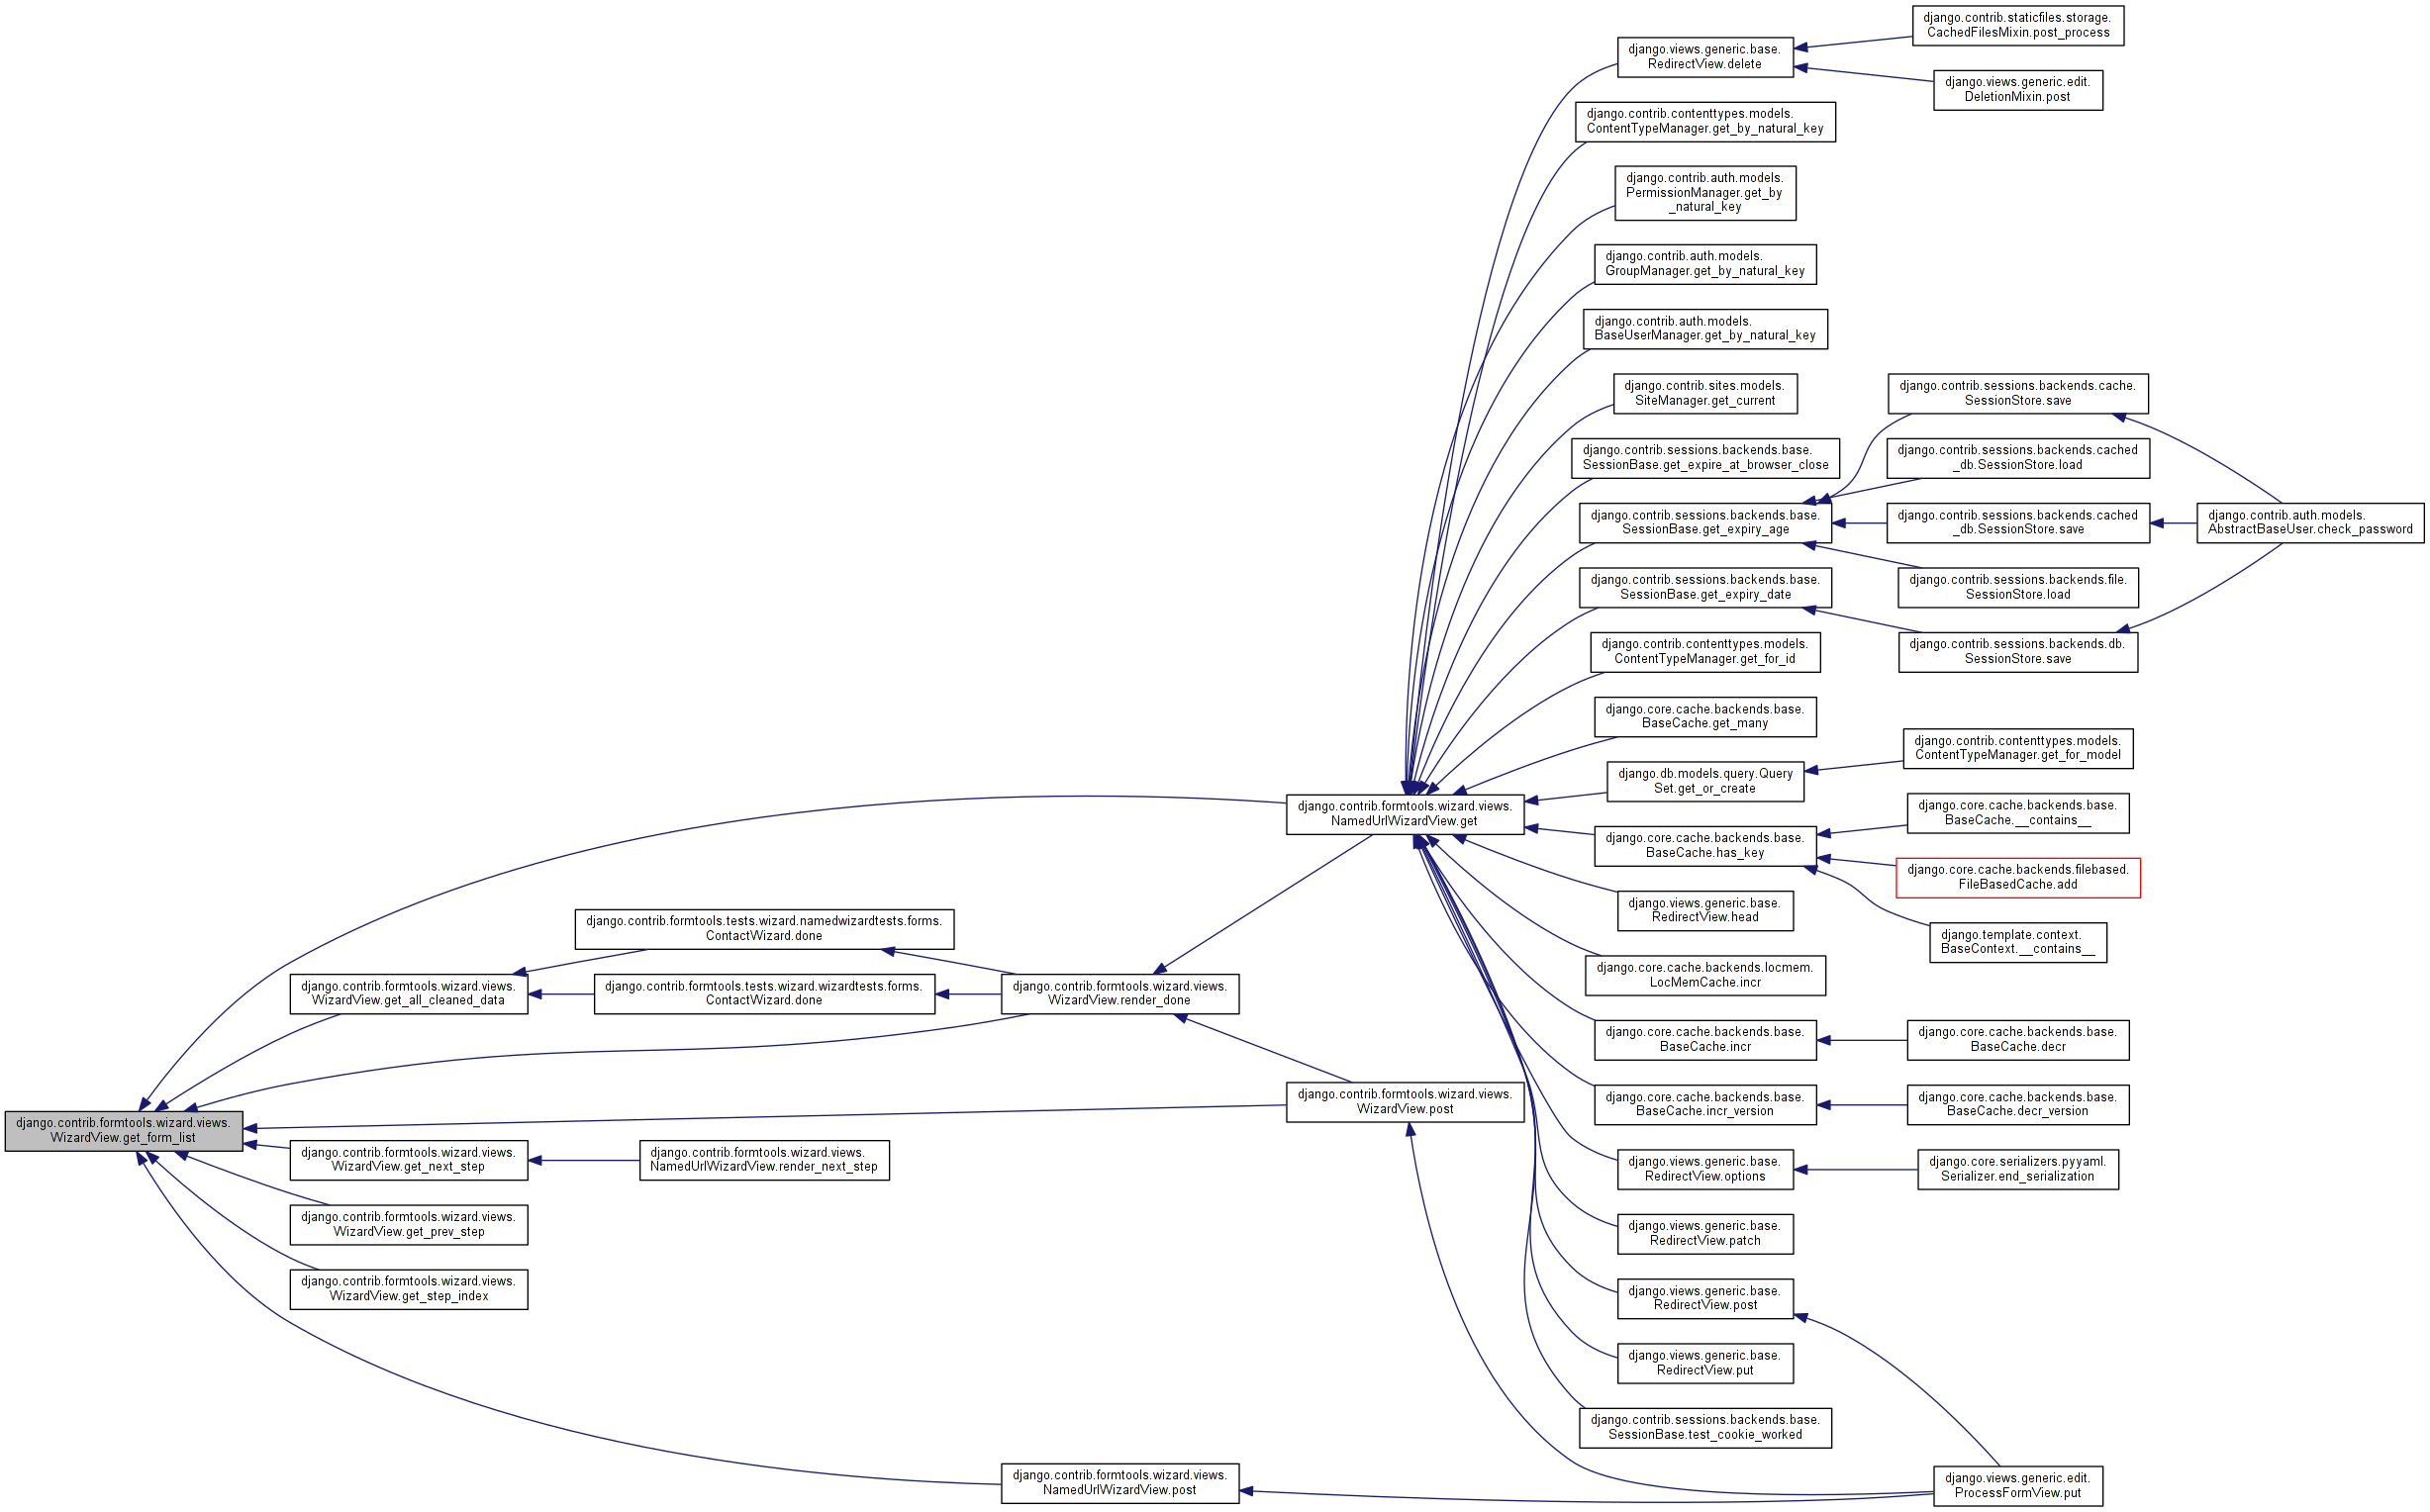 django.contrib.formtools.wizard.views.
WizardView.get_form_list
django.contrib.formtools.wizard.views.
WizardView.get_all_cleaned_data
django.contrib.formtools.wizard.views.
WizardView.get_next_step
django.contrib.formtools.wizard.views.
WizardView.get_prev_step
django.contrib.formtools.wizard.views.
WizardView.get_step_index
django.contrib.formtools.tests.wizard.namedwizardtests.forms.
ContactWizard.done
django.contrib.formtools.tests.wizard.wizardtests.forms.
ContactWizard.done
django.contrib.formtools.wizard.views.
NamedUrlWizardView.render_next_step
django.contrib.formtools.wizard.views.
WizardView.render_done
django.contrib.formtools.wizard.views.
NamedUrlWizardView.post
django.contrib.formtools.wizard.views.
NamedUrlWizardView.get
django.contrib.formtools.wizard.views.
WizardView.post
django.views.generic.base.
RedirectView.delete
django.contrib.contenttypes.models.
ContentTypeManager.get_by_natural_key
django.contrib.auth.models.
PermissionManager.get_by
_natural_key
django.contrib.auth.models.
GroupManager.get_by_natural_key
django.contrib.auth.models.
BaseUserManager.get_by_natural_key
django.contrib.sites.models.
SiteManager.get_current
django.contrib.sessions.backends.base.
SessionBase.get_expire_at_browser_close
django.contrib.sessions.backends.base.
SessionBase.get_expiry_age
django.contrib.sessions.backends.base.
SessionBase.get_expiry_date
django.contrib.contenttypes.models.
ContentTypeManager.get_for_id
django.core.cache.backends.base.
BaseCache.get_many
django.db.models.query.Query
Set.get_or_create
django.core.cache.backends.base.
BaseCache.has_key
django.views.generic.base.
RedirectView.head
django.core.cache.backends.locmem.
LocMemCache.incr
django.core.cache.backends.base.
BaseCache.incr
django.core.cache.backends.base.
BaseCache.incr_version
django.views.generic.base.
RedirectView.options
django.views.generic.base.
RedirectView.patch
django.views.generic.base.
RedirectView.post
django.views.generic.base.
RedirectView.put
django.contrib.sessions.backends.base.
SessionBase.test_cookie_worked
django.contrib.staticfiles.storage.
CachedFilesMixin.post_process
django.views.generic.edit.
DeletionMixin.post
django.contrib.sessions.backends.cache.
SessionStore.save
django.contrib.sessions.backends.cached
_db.SessionStore.load
django.contrib.sessions.backends.cached
_db.SessionStore.save
django.contrib.sessions.backends.file.
SessionStore.load
django.contrib.sessions.backends.db.
SessionStore.save
django.contrib.contenttypes.models.
ContentTypeManager.get_for_model
django.core.cache.backends.base.
BaseCache.__contains__
django.core.cache.backends.filebased.
FileBasedCache.add
django.template.context.
BaseContext.__contains__
django.core.cache.backends.base.
BaseCache.decr
django.core.cache.backends.base.
BaseCache.decr_version
django.core.serializers.pyyaml.
Serializer.end_serialization
django.views.generic.edit.
ProcessFormView.put
django.contrib.auth.models.
AbstractBaseUser.check_password